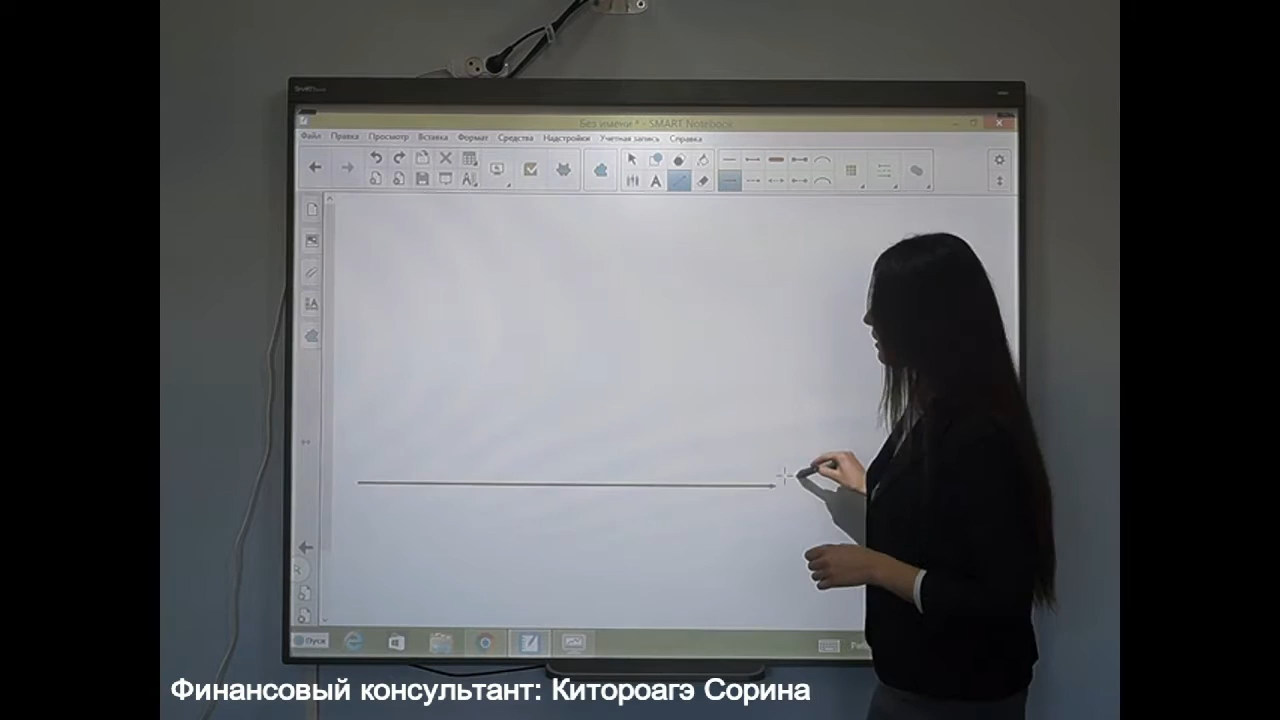 Без имени * - SMART Notebook
Файл Правка Просмотр Вставка Формат Средства Надстройки Учетная запись Справка
Пуск
Финансовый консультант: Китороагэ Сорина